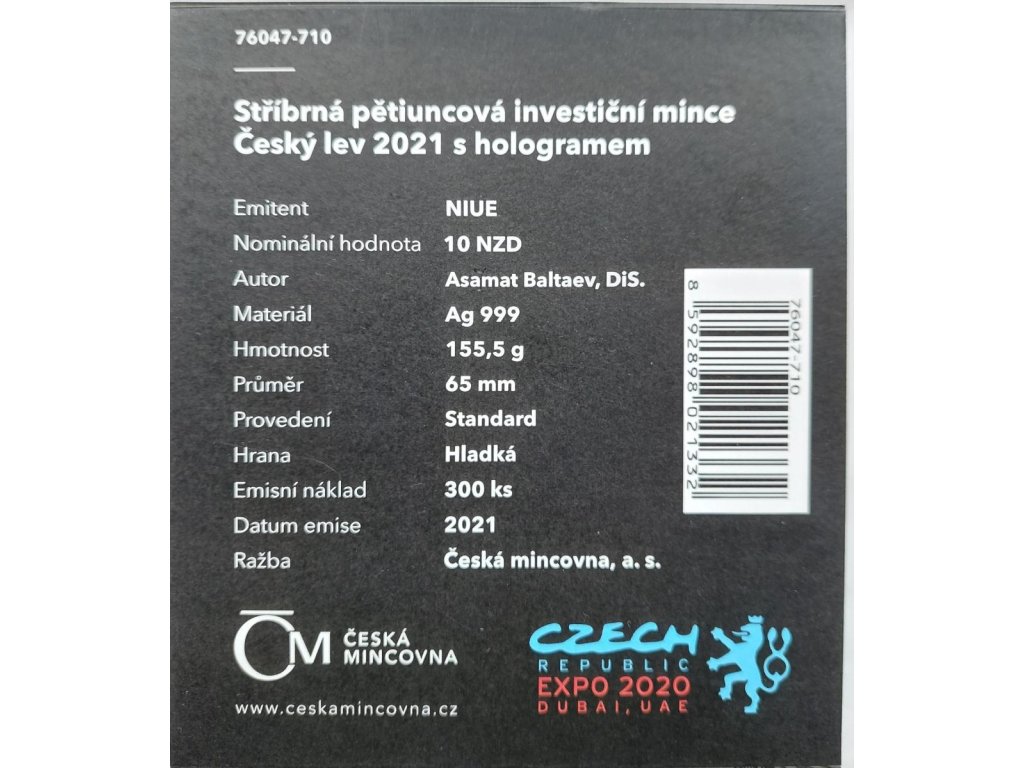 76047-710
Stříbrná pětiuncová investiční mince
Český lev 2021 s hologramem
Emitent NIUE
Nominální hodnota 10 NZD
Autor Asamat Baltaev, DiS.
Materiál Ag 999
Hmotnost 155,5 g
Průměr 65 mm
Provedení Standard
Hrana Hladká
Emisní náklad 300 ks
Datum emise 2021
Ražba Česká mincovna, a. s.
76047-710
8 592898 021332
ČM ČESKÁ
MINCOVNA
www.ceskamincovna.cz
CZECH
REPUBLIC
EXPO 2020
DUBAI, UAE